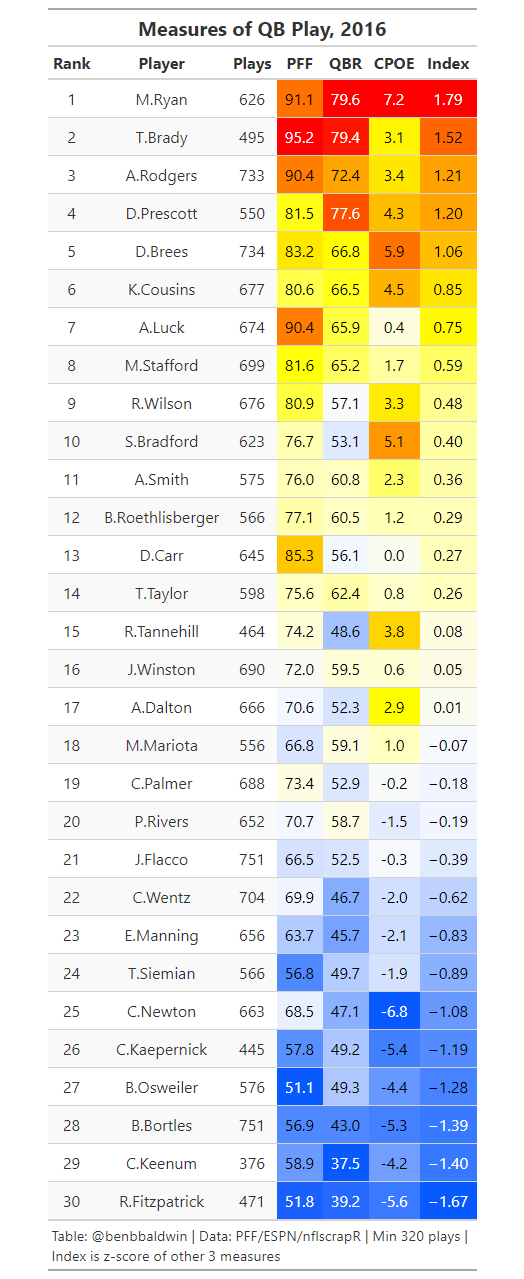 Measures of QB Play, 2016
Rank Player Plays PFF QBR CPOE Index
1 M.Ryan 626 91.1 79.6 7.2 1.79
2 T.Brady 495 95.2 79.4 3.1 1.52
3 A.Rodgers 733 90.4 72.4 3.4 1.21
4 D.Prescott 550 81.5 77.6 4.3 1.20
5 D.Brees 734 83.2 66.8 5.9 1.06
6 K.Cousins 677 80.6 66.5 4.5 0.85
7 A.Luck 674 90.4 65.9 0.4 0.75
8 M.Stafford 699 81.6 65.2 1.7 0.59
9 R.Wilson 676 80.9 57.1 3.3 0.48
10 S.Bradford 623 76.7 53.1 5.1 0.40
11 A.Smith 575 76.0 60.8 2.3 0.36
12 B.Roethlisberger 566 77.1 60.5 1.2 0.29
13 D.Carr 645 85.3 56.1 0.0 0.27
14 T.Taylor 598 75.6 62.4 0.8 0.26
15 R.Tannehill 464 74.2 48.6 3.8 0.08
16 J.Winston 690 72.0 59.5 0.6 0.05
17 A.Dalton 666 70.6 52.3 2.9 0.01
18 M.Mariota 556 66.8 59.1 1.0 −0.07
19 C.Palmer 688 73.4 52.9 -0.2 −0.18
20 P.Rivers 652 70.7 58.7 -1.5 −0.19
21 J.Flacco 751 66.5 52.5 -0.3 −0.39
22 C.Wentz 704 69.9 46.7 -2.0 −0.62
23 E.Manning 656 63.7 45.7 -2.1 −0.83
24 T.Siemian 566 56.8 49.7 -1.9 −0.89
25 C.Newton 663 68.5 47.1 -6.8 −1.08
26 C.Kaepernick 445 57.8 49.2 -5.4 −1.19
27 B.Osweiler 576 51.1 49.3 -4.4 −1.28
28 B.Bortles 751 56.9 43.0 -5.3 −1.39
29 C.Keenum 376 58.9 37.5 -4.2 −1.40
30 R.Fitzpatrick 471 51.8 39.2 -5.6 −1.67
Table: @benbbaldwin | Data: PFF/ESPN/nflscrapR | Min 320 plays |
Index is z-score of other 3 measures